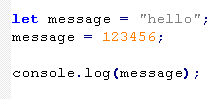 let message = "hello";
message = 123456;
console.log(message);